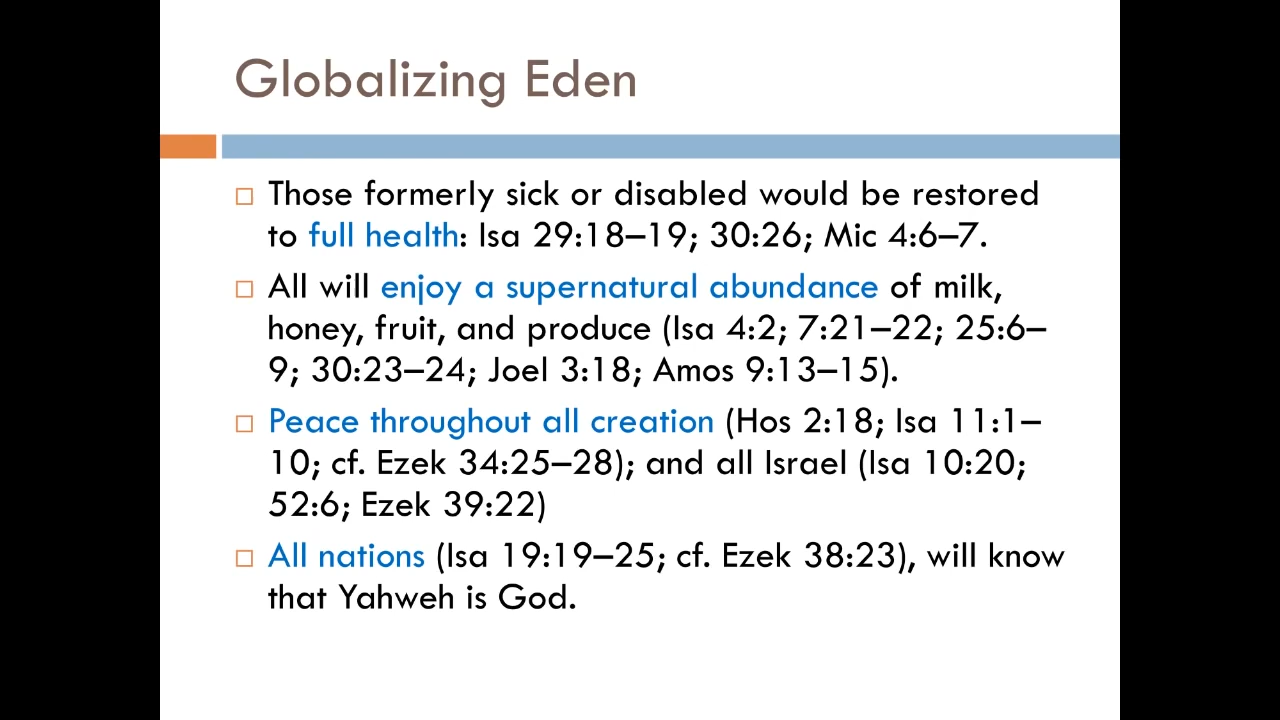 Globalizing Eden
Those formerly sick or disabled would be restored
to full health: Isa 29:18–19; 30:26; Mic 4:6–7.
All will enjoy a supernatural abundance of milk,
honey, fruit, and produce (Isa 4:2; 7:21–22; 25:6–
9; 30:23–24; Joel 3:18; Amos 9:13–15).
Peace throughout all creation (Hos 2:18; Isa 11:1–
10; cf. Ezek 34:25–28); and all Israel (Isa 10:20;
52:6; Ezek 39:22)
All nations (Isa 19:19–25; cf. Ezek 38:23), will know
that Yahweh is God.